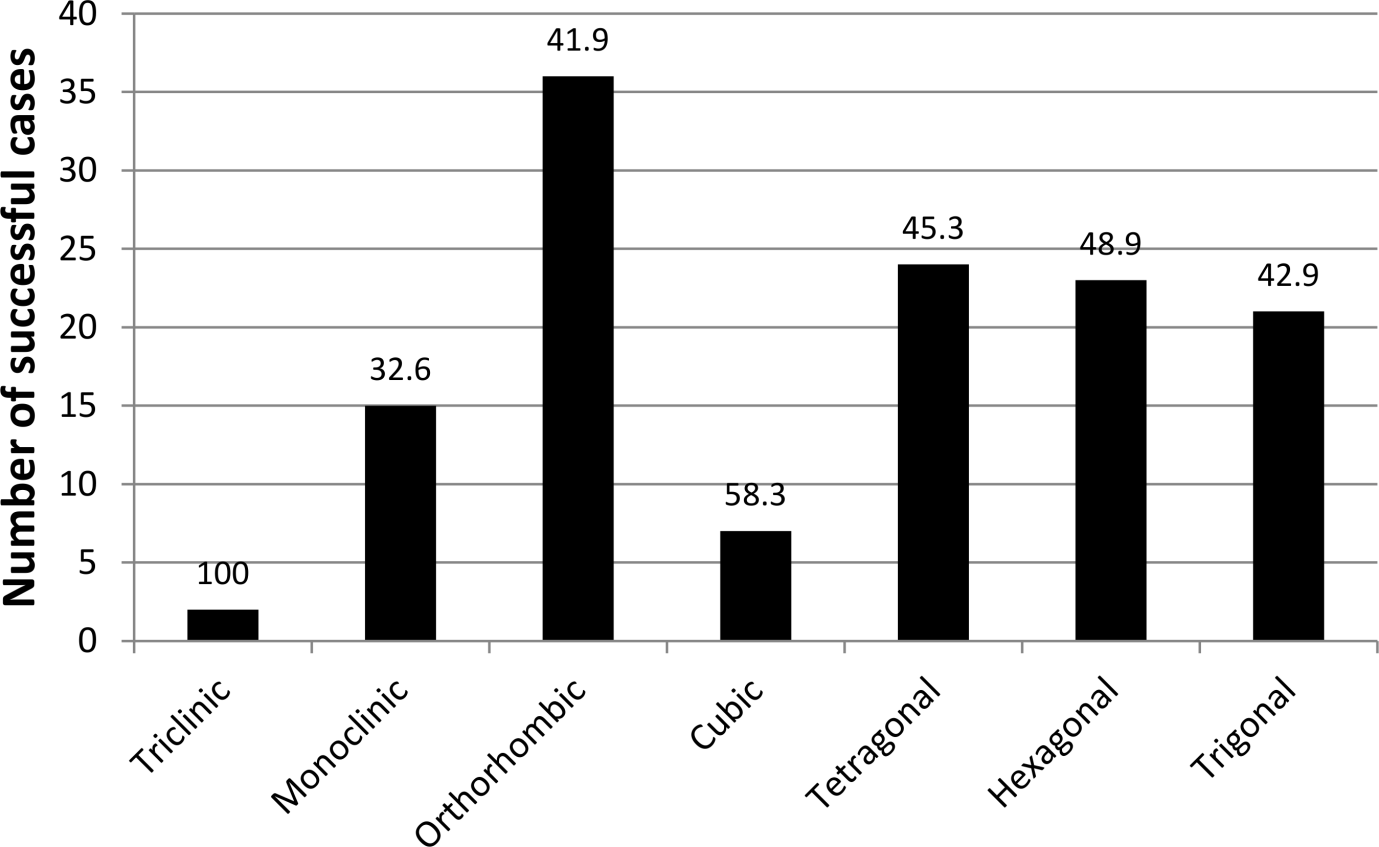 Number of successful cases
40
35
30
25
20
15
10
5
0
100
32.6
41.9
58.3
45.3
48.9
42.9
Triclinic
Monoclinic
Orthorhombic
Cubic
Tetragonal
Hexagonal
Trigonal